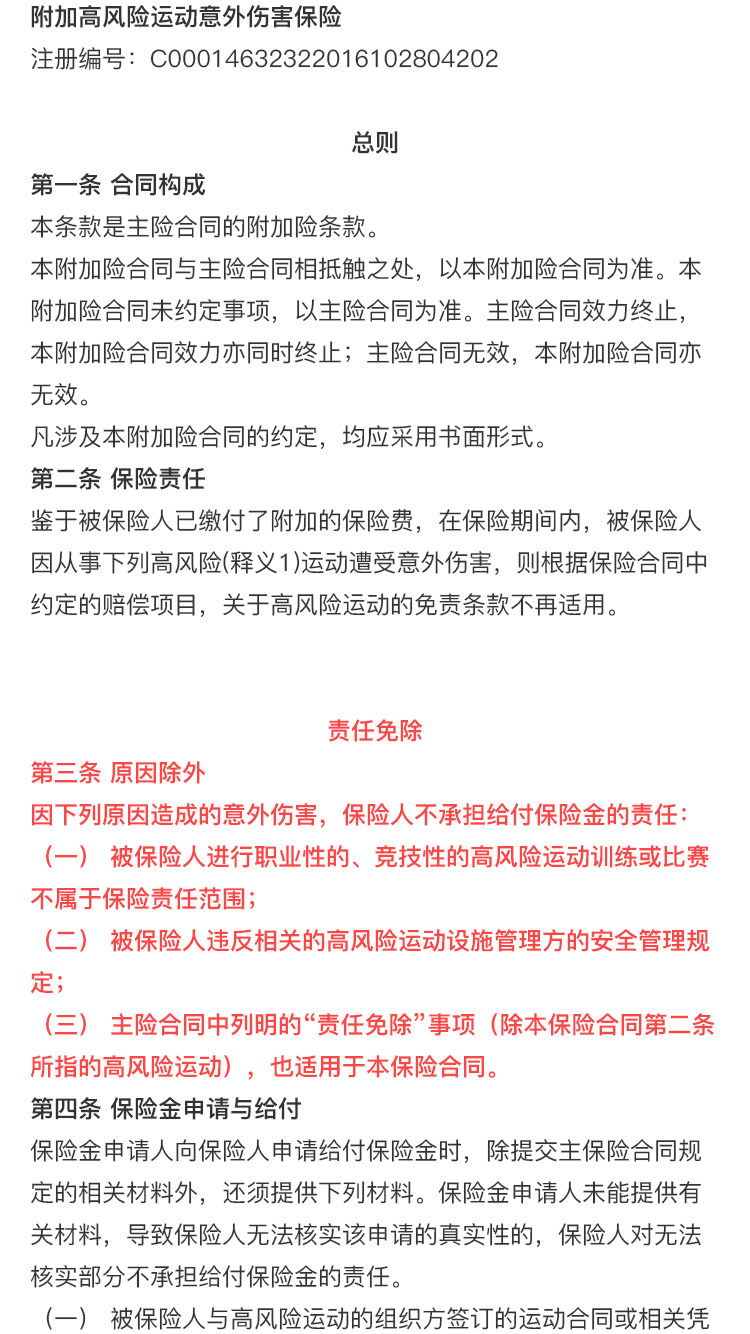 附加高风险运动意外伤害保险
注册编号：C00014632322016102804202
总则
第一条 合同构成
本条款是主险合同的附加险条款。
本附加险合同与主险合同相抵触之处，以本附加险合同为准。本
附加险合同未约定事项，以主险合同为准。主险合同效力终止，
本附加险合同效力亦同时终止；主险合同无效，本附加险合同亦
无效。
凡涉及本附加险合同的约定，均应采用书面形式。
第二条 保险责任
鉴于被保险人已缴付了附加的保险费，在保险期间内，被保险人
因从事下列高风险(释义1)运动遭受意外伤害，则根据保险合同中
约定的赔偿项目，关于高风险运动的免责条款不再适用。
责任免除
第三条 原因除外
因下列原因造成的意外伤害，保险人不承担给付保险金的责任：
（一） 被保险人进行职业性的、竞技性的高风险运动训练或比赛
不属于保险责任范围；
（二） 被保险人违反相关的高风险运动设施管理方的安全管理规
定；
（三） 主险合同中列明的“责任免除”事项（除本保险合同第二条
所指的高风险运动），也适用于本保险合同。
第四条 保险金申请与给付
保险金申请人向保险人申请给付保险金时，除提交主保险合同规
定的相关材料外，还须提供下列材料。保险金申请人未能提供有
关材料，导致保险人无法核实该申请的真实性的，保险人对无法
核实部分不承担给付保险金的责任。
（一） 被保险人与高风险运动的组织方签订的运动合同或相关凭